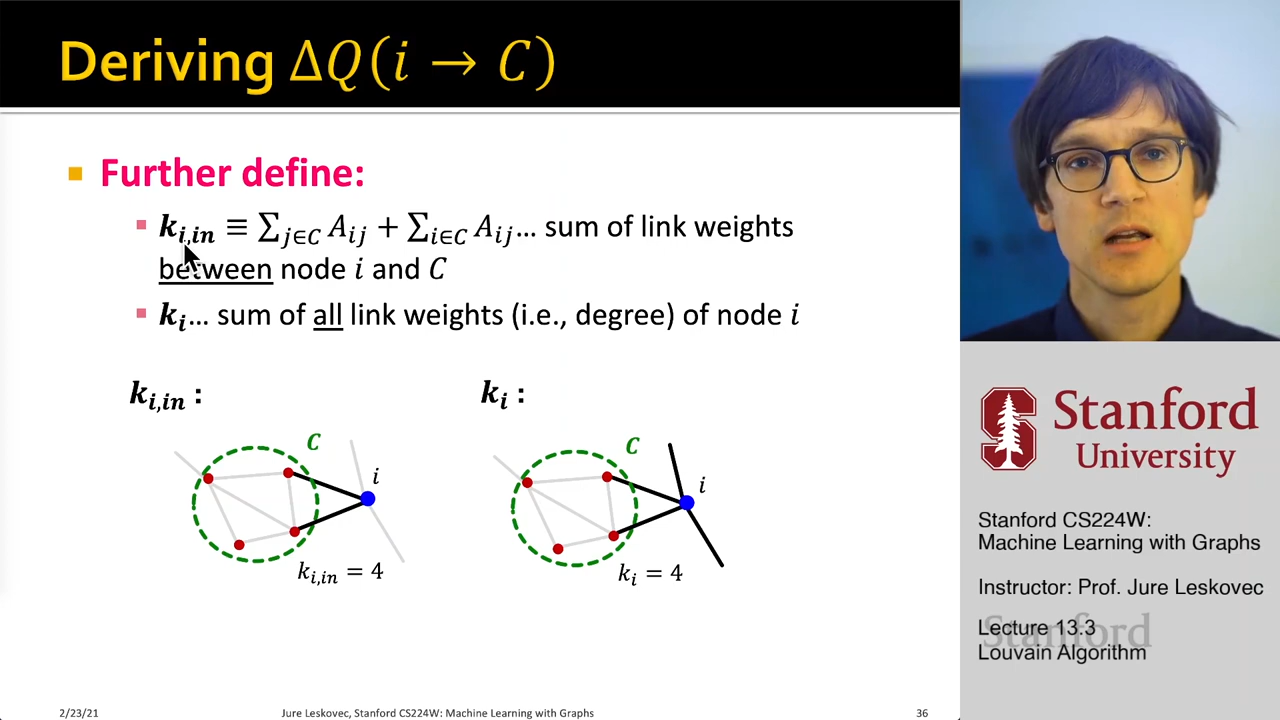 Deriving ΔQ(i → C)
Further define:
k_{i,in} ≡ ∑_{j∈C} A_{ij} + ∑_{i∈C} A_{ij}… sum of link weights
between node i and C
k_i… sum of all link weights (i.e., degree) of node i
k_{i,in} :
k_i :
C
i
k_{i,in} = 4
C
i
k_i = 4
2/23/21
Jure Leskovec, Stanford CS224W: Machine Learning with Graphs
36
Stanford
University
Stanford CS224W:
Machine Learning with Graphs
Instructor: Prof. Jure Leskovec
Lecture 13.3
Stanford
Louvain Algorithm